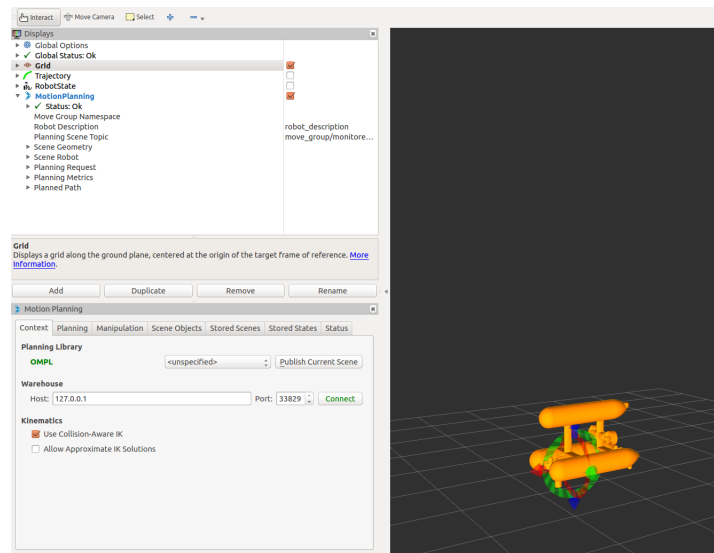 Interact Move Camera Select
Displays
Global Options
Global Status: Ok
Grid
Trajectory
RobotState
MotionPlanning
Status: Ok
Move Group Namespace
Robot Description robot_description
Planning Scene Topic move_group/monitore...
Scene Geometry
Scene Robot
Planning Request
Planning Metrics
Planned Path
Grid
Displays a grid along the ground plane, centered at the origin of the target frame of reference. More
Information.
Add Duplicate Remove Rename
Motion Planning
Context Planning Manipulation Scene Objects Stored Scenes Stored States Status
Planning Library
OMPL <unspecified> Publish Current Scene
Warehouse
Host: 127.0.0.1 Port: 33829 Connect
Kinematics
Use Collision-Aware IK
Allow Approximate IK Solutions